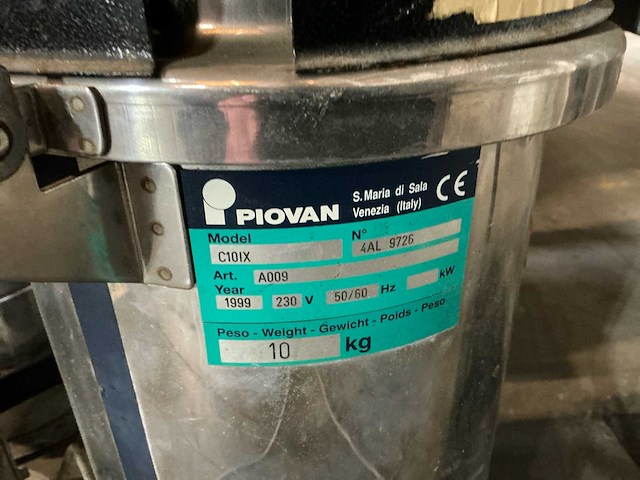 PIOVAN
S.Maria di Sala
Venezia (Italy)
CE
Model
N°
C10IX
4AL 9726
Art. A009
Year
1999 230 V 50/60 Hz kW
Peso - Weight - Gewicht - Poids - Peso
10 kg